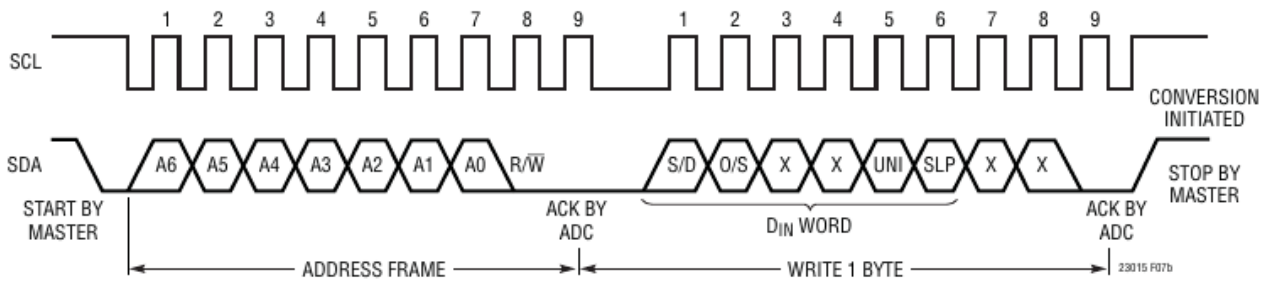 1 2 3 4 5 6 7 8 9 1 2 3 4 5 6 7 8 9
SCL
CONVERSION
INITIATED
SDA A6 A5 A4 A3 A2 A1 A0 R/W̅ S/D O/S X X UNI SLP X X
STOP BY
MASTER
START BY
MASTER
ACK BY
ADC
DIN WORD
ACK BY
ADC
ADDRESS FRAME WRITE 1 BYTE
23015 F07b